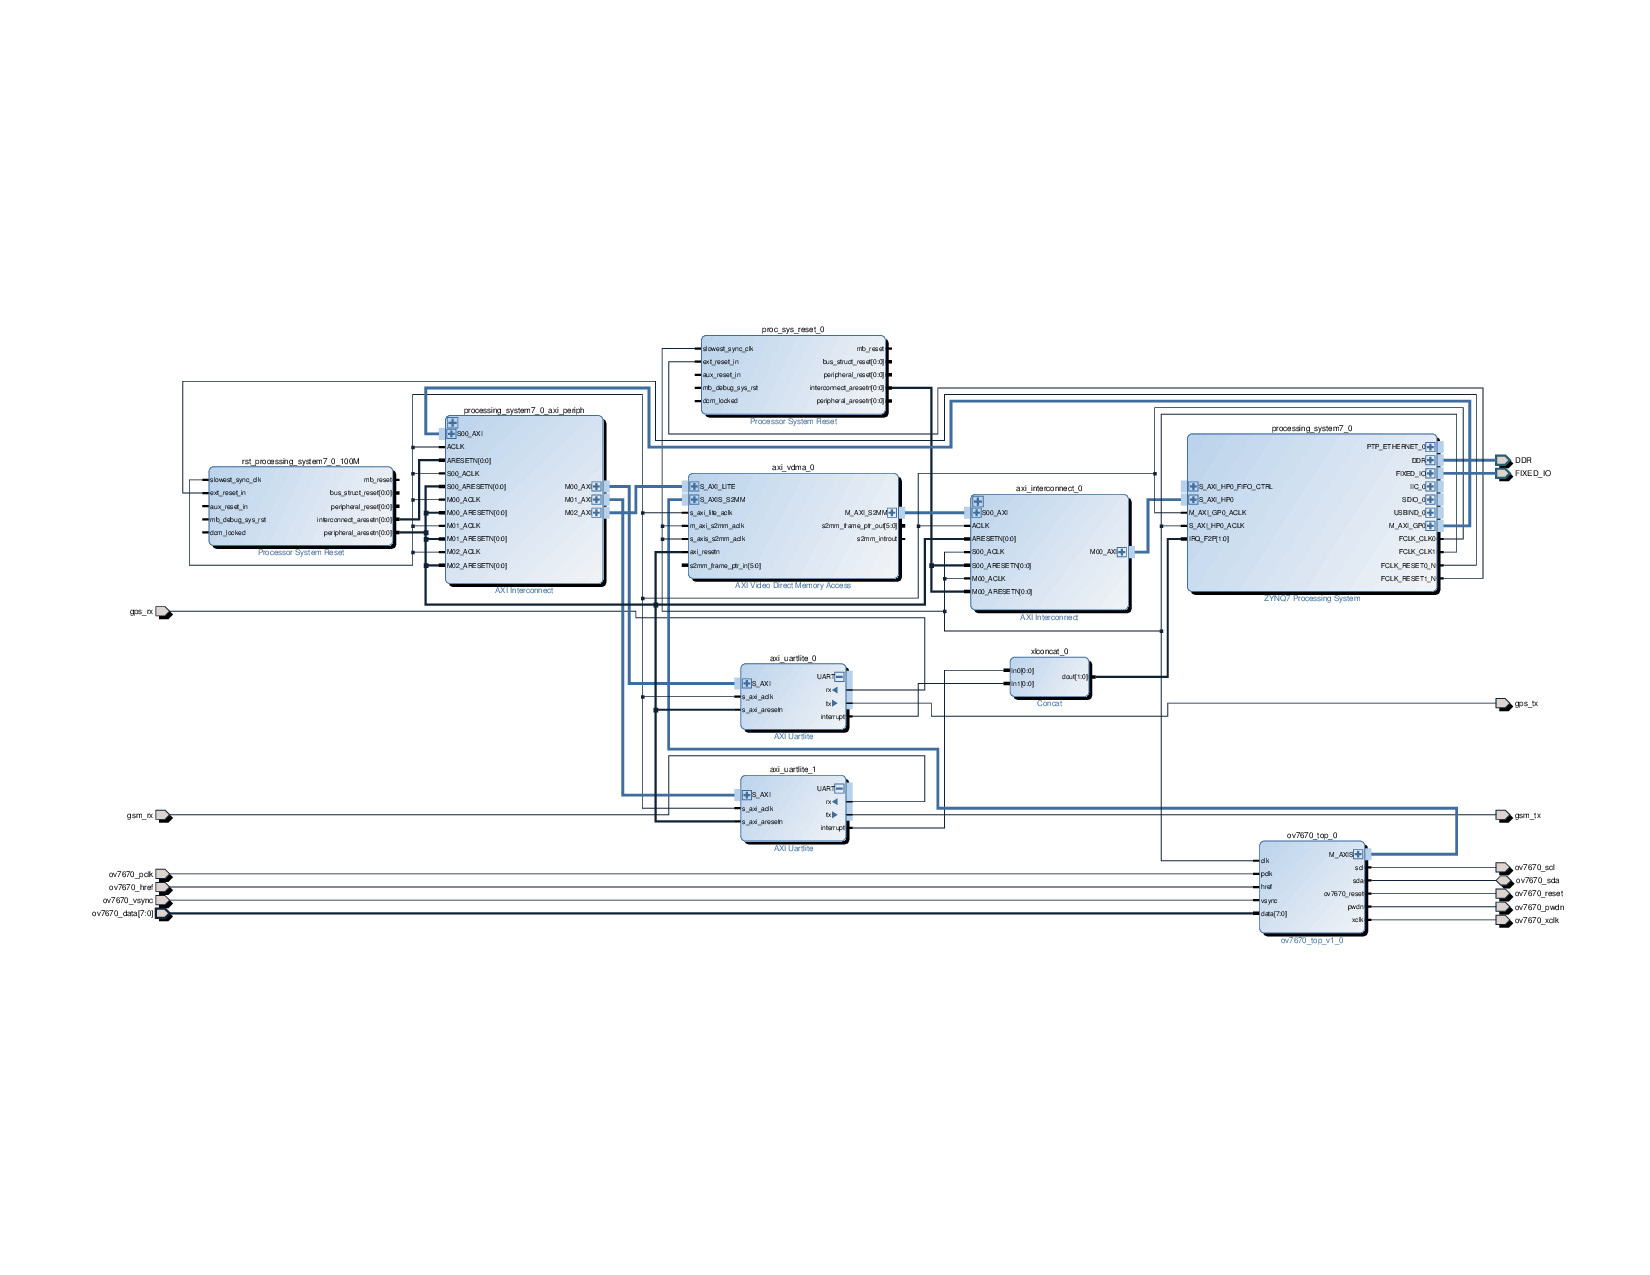 proc_sys_reset_0
slowest_sync_clk
ext_reset_in
aux_reset_in
mb_debug_sys_rst
dcm_locked
mb_reset
bus_struct_reset[0:0]
peripheral_reset[0:0]
interconnect_aresetn[0:0]
peripheral_aresetn[0:0]
Processor System Reset
processing_system7_0_axi_periph
S00_AXI
ACLK
ARESETN[0:0]
S00_ACLK
S00_ARESETN[0:0]
M00_ACLK
M00_ARESETN[0:0]
M01_ACLK
M01_ARESETN[0:0]
M02_ACLK
M02_ARESETN[0:0]
M00_AXI
M01_AXI
M02_AXI
AXI Interconnect
rst_processing_system7_0_100M
slowest_sync_clk
ext_reset_in
aux_reset_in
mb_debug_sys_rst
dcm_locked
mb_reset
bus_struct_reset[0:0]
peripheral_reset[0:0]
interconnect_aresetn[0:0]
peripheral_aresetn[0:0]
Processor System Reset
axi_vdma_0
S_AXI_LITE
S_AXIS_S2MM
s_axi_lite_aclk
m_axi_s2mm_aclk
s_axis_s2mm_aclk
axi_resetn
s2mm_frame_ptr_in[5:0]
M_AXI_S2MM
s2mm_frame_ptr_out[5:0]
s2mm_introut
AXI Video Direct Memory Access
axi_interconnect_0
S00_AXI
ACLK
ARESETN[0:0]
S00_ACLK
S00_ARESETN[0:0]
M00_ACLK
M00_ARESETN[0:0]
M00_AXI
AXI Interconnect
processing_system7_0
S_AXI_HP0_FIFO_CTRL
S_AXI_HP0
M_AXI_GP0_ACLK
S_AXI_HP0_ACLK
IRQ_F2P[1:0]
PTP_ETHERNET_0
DDR
FIXED_IO
IIC_0
SDIO_0
USBIND_0
M_AXI_GP0
FCLK_CLK0
FCLK_CLK1
FCLK_RESET0_N
FCLK_RESET1_N
ZYNQ7 Processing System
DDR
FIXED_IO
gps_rx
axi_uartlite_0
S_AXI
s_axi_aclk
s_axi_aresetn
UART
rx
tx
interrupt
AXI Uartlite
xlconcat_0
In0[0:0]
In1[0:0]
dout[1:0]
Concat
gps_tx
axi_uartlite_1
S_AXI
s_axi_aclk
s_axi_aresetn
UART
rx
tx
interrupt
AXI Uartlite
gsm_rx
gsm_tx
ov7670_pclk
ov7670_href
ov7670_vsync
ov7670_data[7:0]
ov7670_top_0
clk
pclk
href
vsync
data[7:0]
M_AXIS
scl
sda
ov7670_reset
pwdn
xclk
ov7670_top_v1_0
ov7670_scl
ov7670_sda
ov7670_reset
ov7670_pwdn
ov7670_xclk